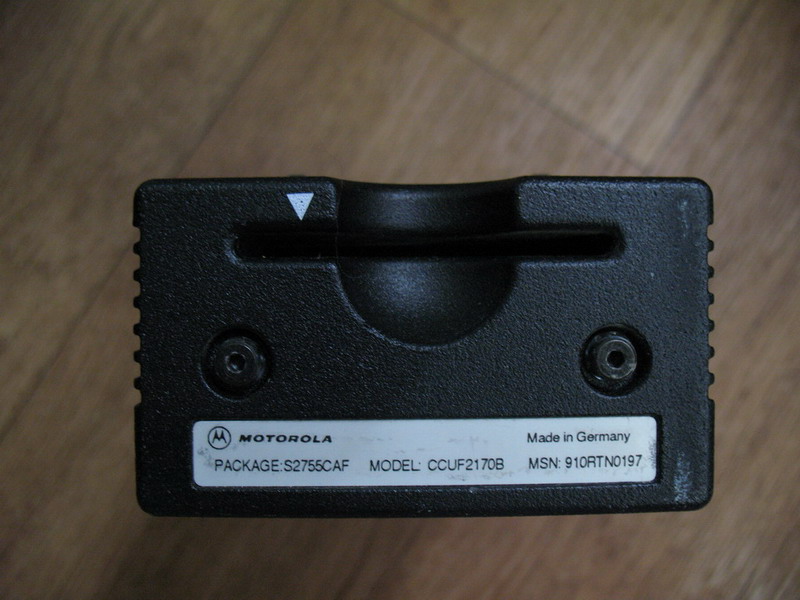 MOTOROLA Made in Germany
PACKAGE:S2755CAF MODEL: CCUF2170B MSN: 910RTN0197